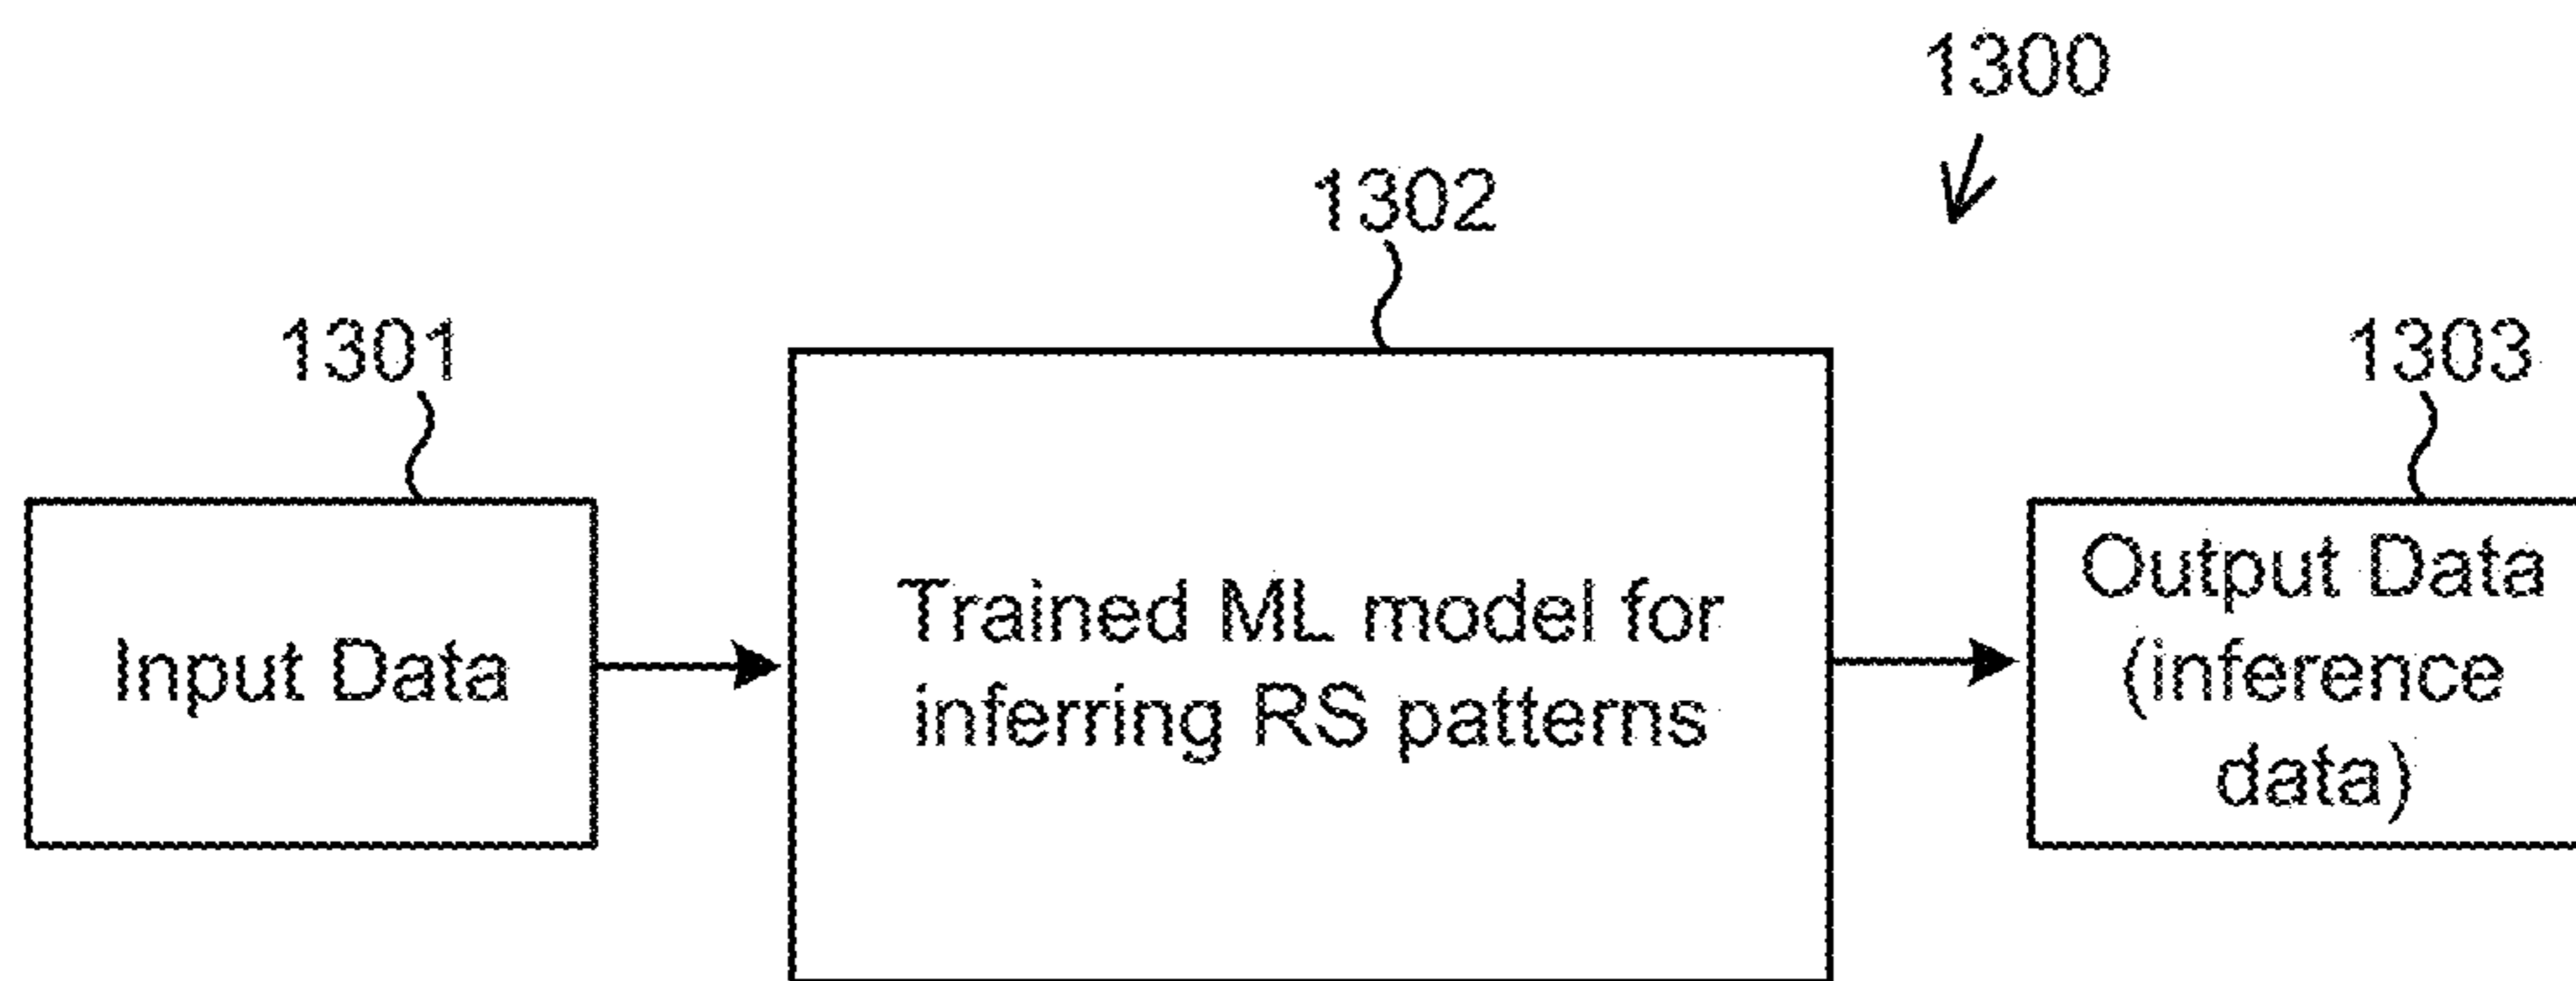 1300
1302
1301
1303
Input Data
Trained ML model for
inferring RS patterns
Output Data
(inference
data)